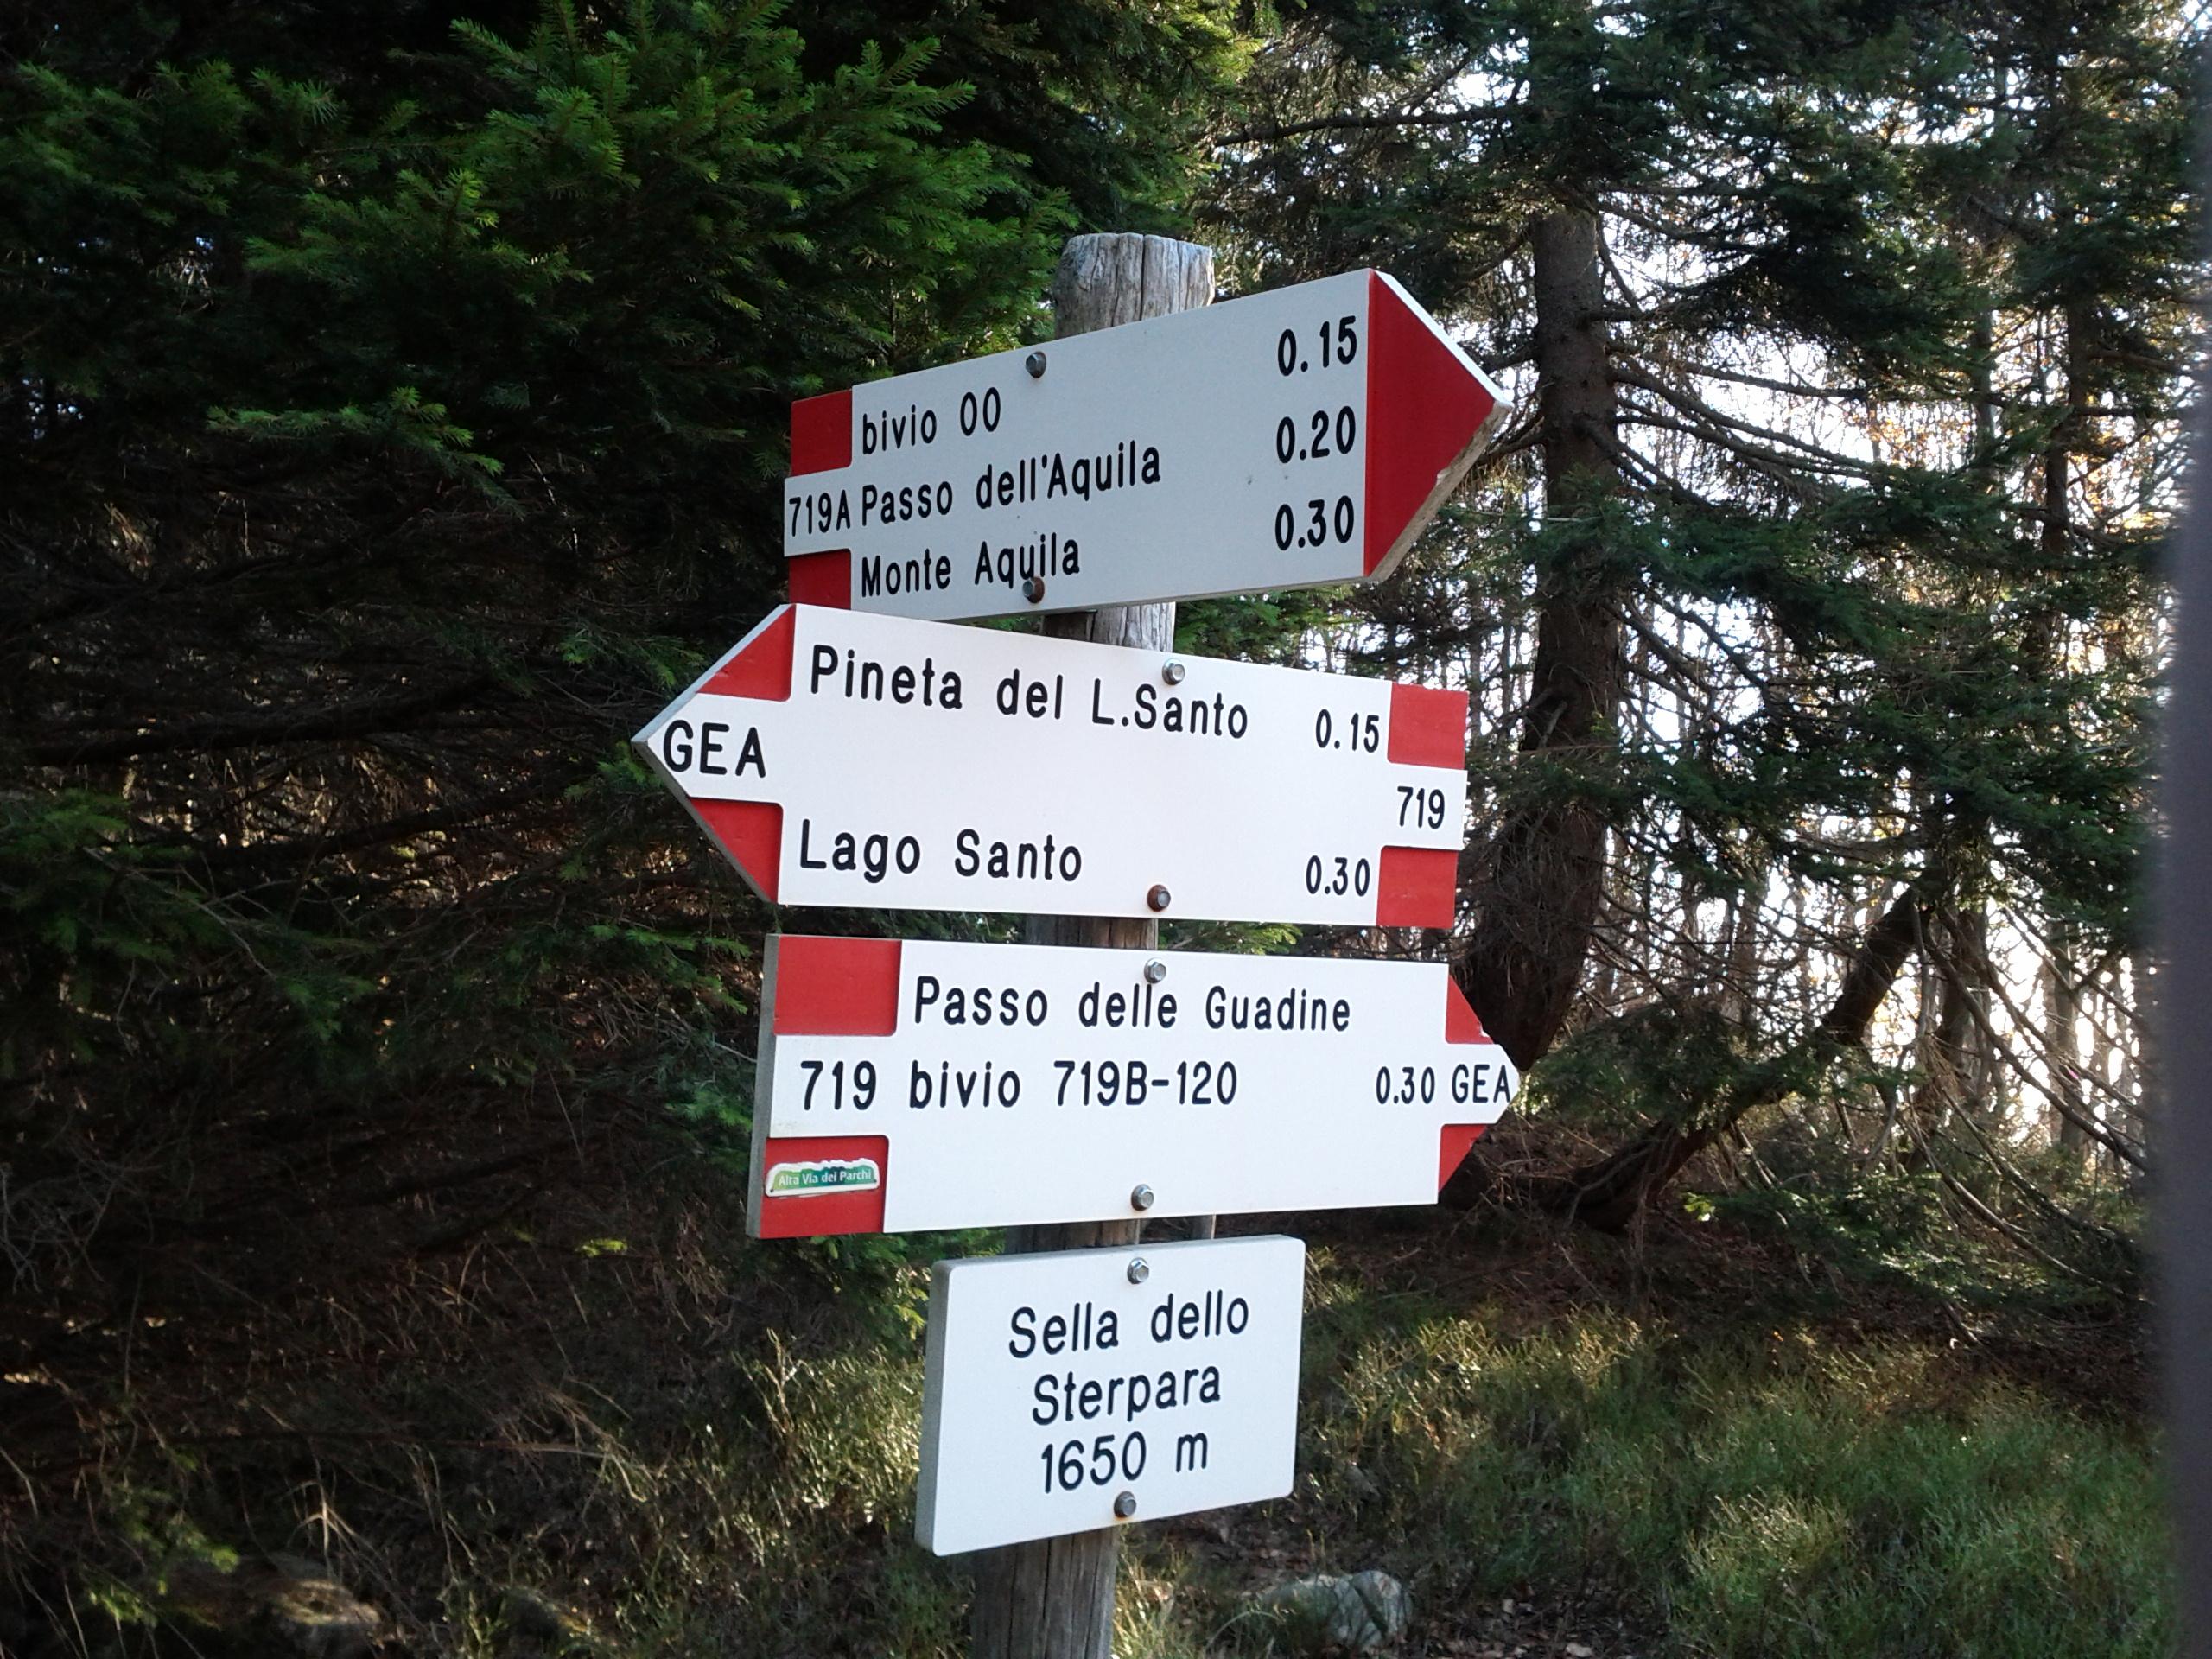 bivio 00 0.15
719A Passo dell'Aquila 0.20
Monte Aquila 0.30
Pineta del L.Santo 0.15
GEA 719
Lago Santo 0.30
Passo delle Guadine
719 bivio 719B-120 0.30 GEA
Alta Via dei Parchi
Sella dello
Sterpara
1650 m